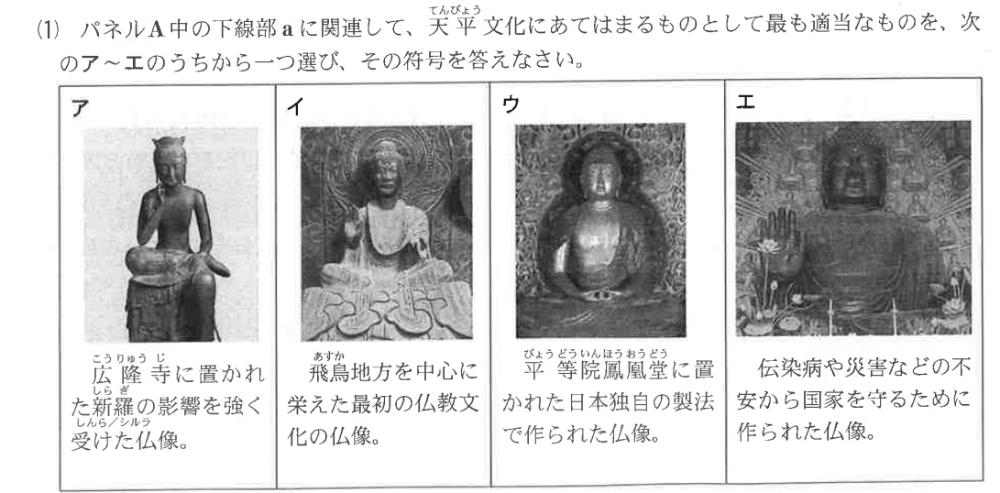 (1) パネルA中の下線部aに関連して、天平文化にあてはまるものとして最も適当なものを、次
てんぴょう
のア～エのうちから一つ選び、その符号を答えなさい。
ア
こうりゅう じ
広隆寺に置かれ
しらぎ
た新羅の影響を強く
しんら／シルラ
受けた仏像。
イ
あすか
飛鳥地方を中心に
栄えた最初の仏教文
化の仏像。
ウ
びょうどういんほうおうどう
平等院鳳凰堂に置
かれた日本独自の製法
で作られた仏像。
エ
伝染病や災害などの不
安から国家を守るために
作られた仏像。